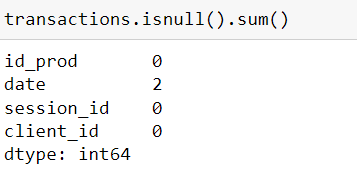 transactions.isnull().sum()
id_prod 0
date 2
session_id 0
client_id 0
dtype: int64